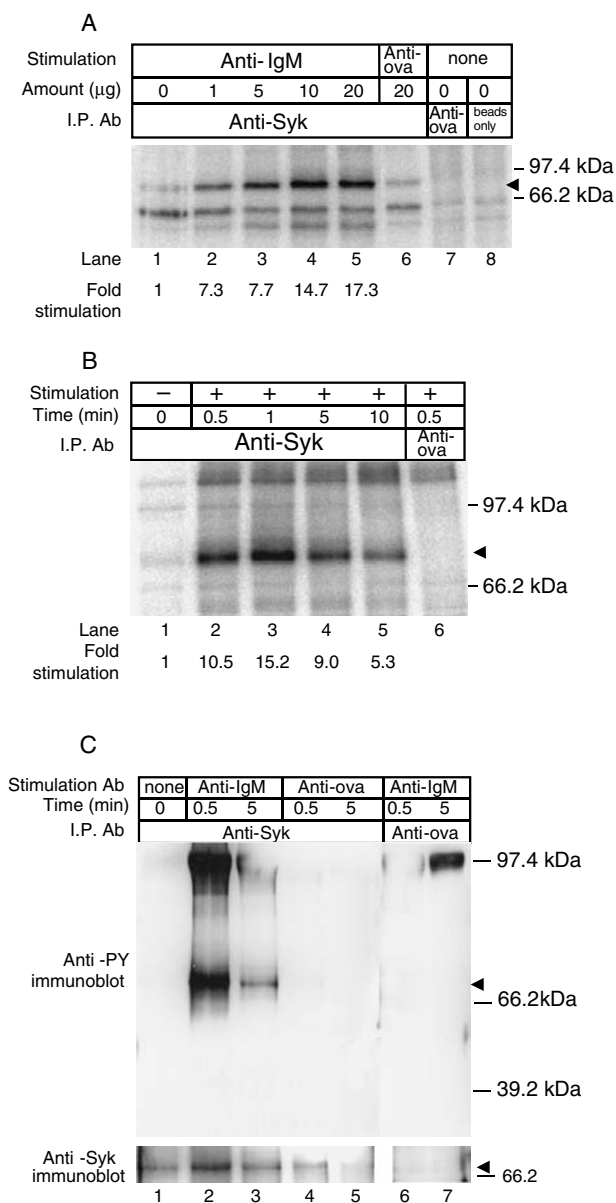 A
Stimulation Anti-IgM Anti-ova none
Amount (µg) 0 1 5 10 20 20 0 0
I.P. Ab Anti-Syk Anti-ova beads only
97.4 kDa
66.2 kDa
Lane 1 2 3 4 5 6 7 8
Fold stimulation 1 7.3 7.7 14.7 17.3
B
Stimulation − + + + + +
Time (min) 0 0.5 1 5 10 0.5
I.P. Ab Anti-Syk Anti-ova
97.4 kDa
66.2 kDa
Lane 1 2 3 4 5 6
Fold stimulation 1 10.5 15.2 9.0 5.3
C
Stimulation Ab none Anti-IgM Anti-ova Anti-IgM
Time (min) 0 0.5 5 0.5 5 0.5 5
I.P. Ab Anti-Syk Anti-ova
97.4 kDa
Anti -PY immunoblot
66.2kDa
39.2 kDa
Anti -Syk immunoblot
66.2
1 2 3 4 5 6 7